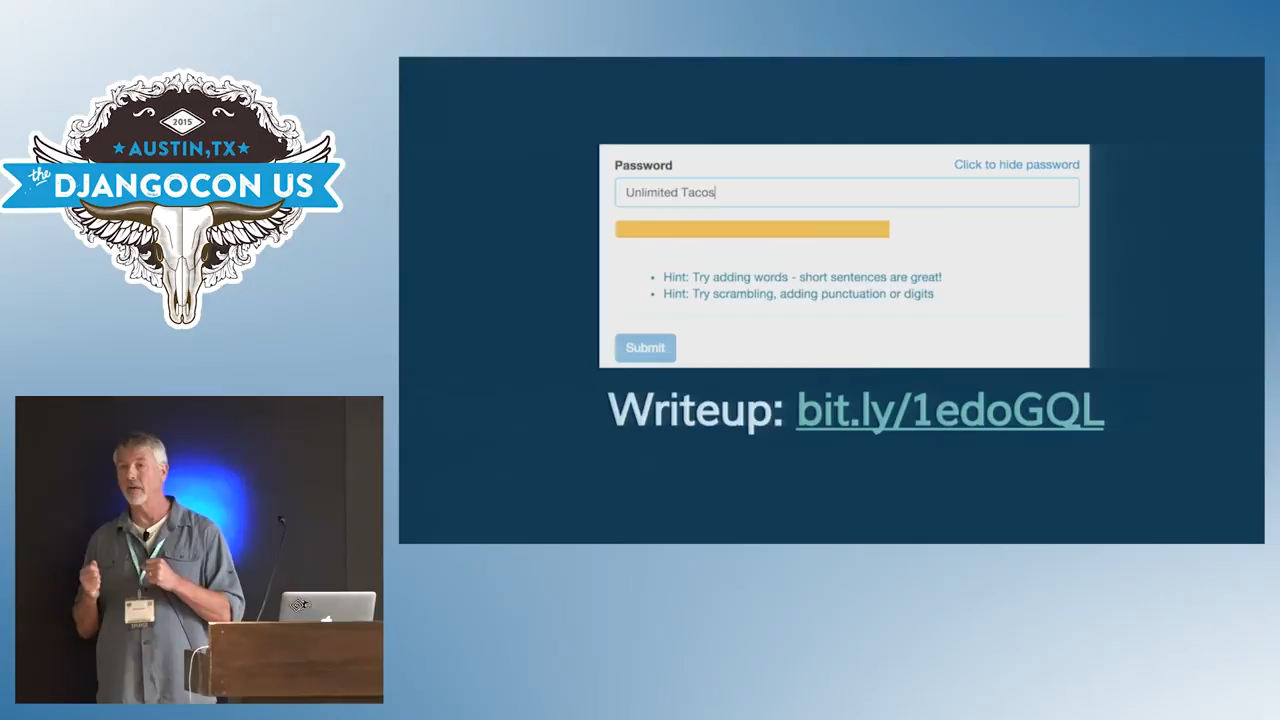 2015
AUSTIN, TX
the
DJANGOCON US
Password
Click to hide password
Unlimited Tacos
Hint: Try adding words - short sentences are great!
Hint: Try scrambling, adding punctuation or digits
Submit
Writeup: bit.ly/1edoGQL